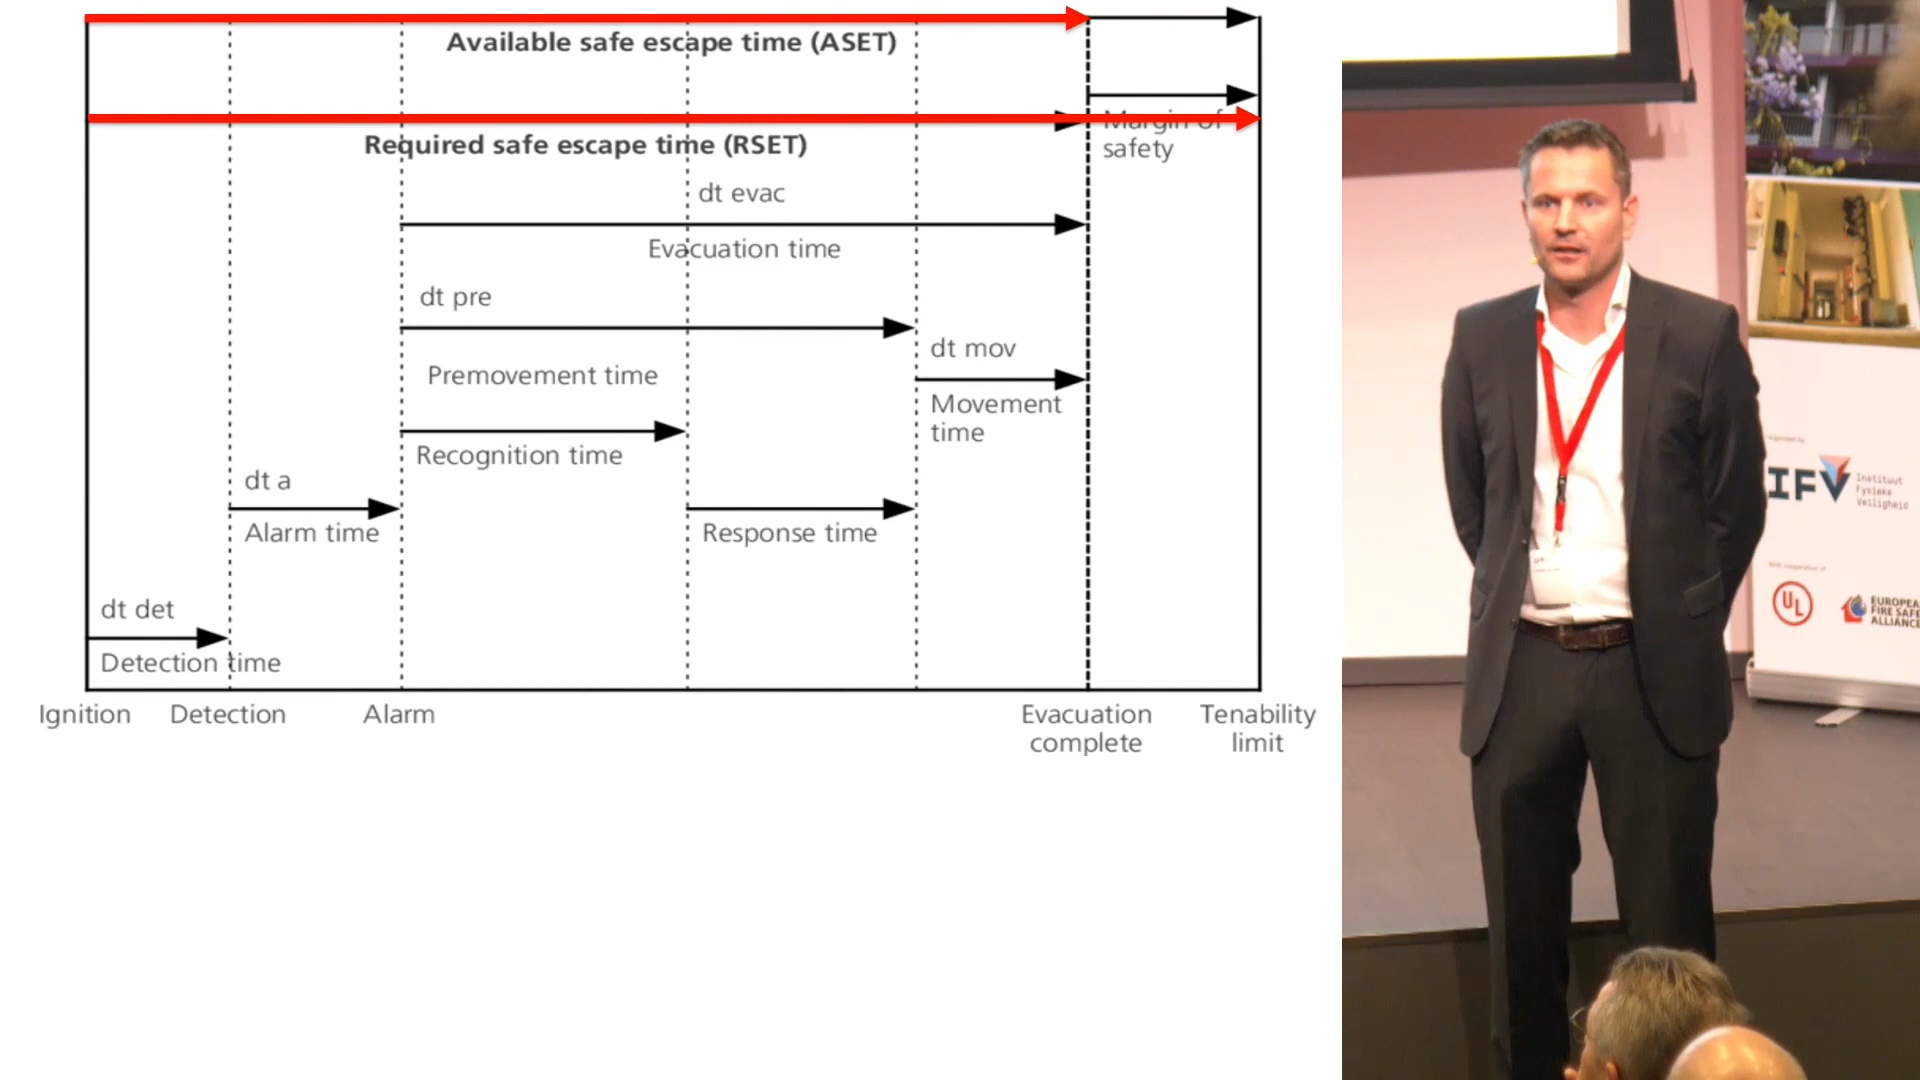 Available safe escape time (ASET)
Margin of
safety
Required safe escape time (RSET)
dt evac
Evacuation time
dt pre
dt mov
Premovement time
Movement
time
Recognition time
dt a
Alarm time
Response time
dt det
Detection time
Ignition
Detection
Alarm
Evacuation
complete
Tenability
limit
IFV
Instituut
Fysieke
Veiligheid
UL
EUROPEA
FIRE SAFE
ALLIANCE